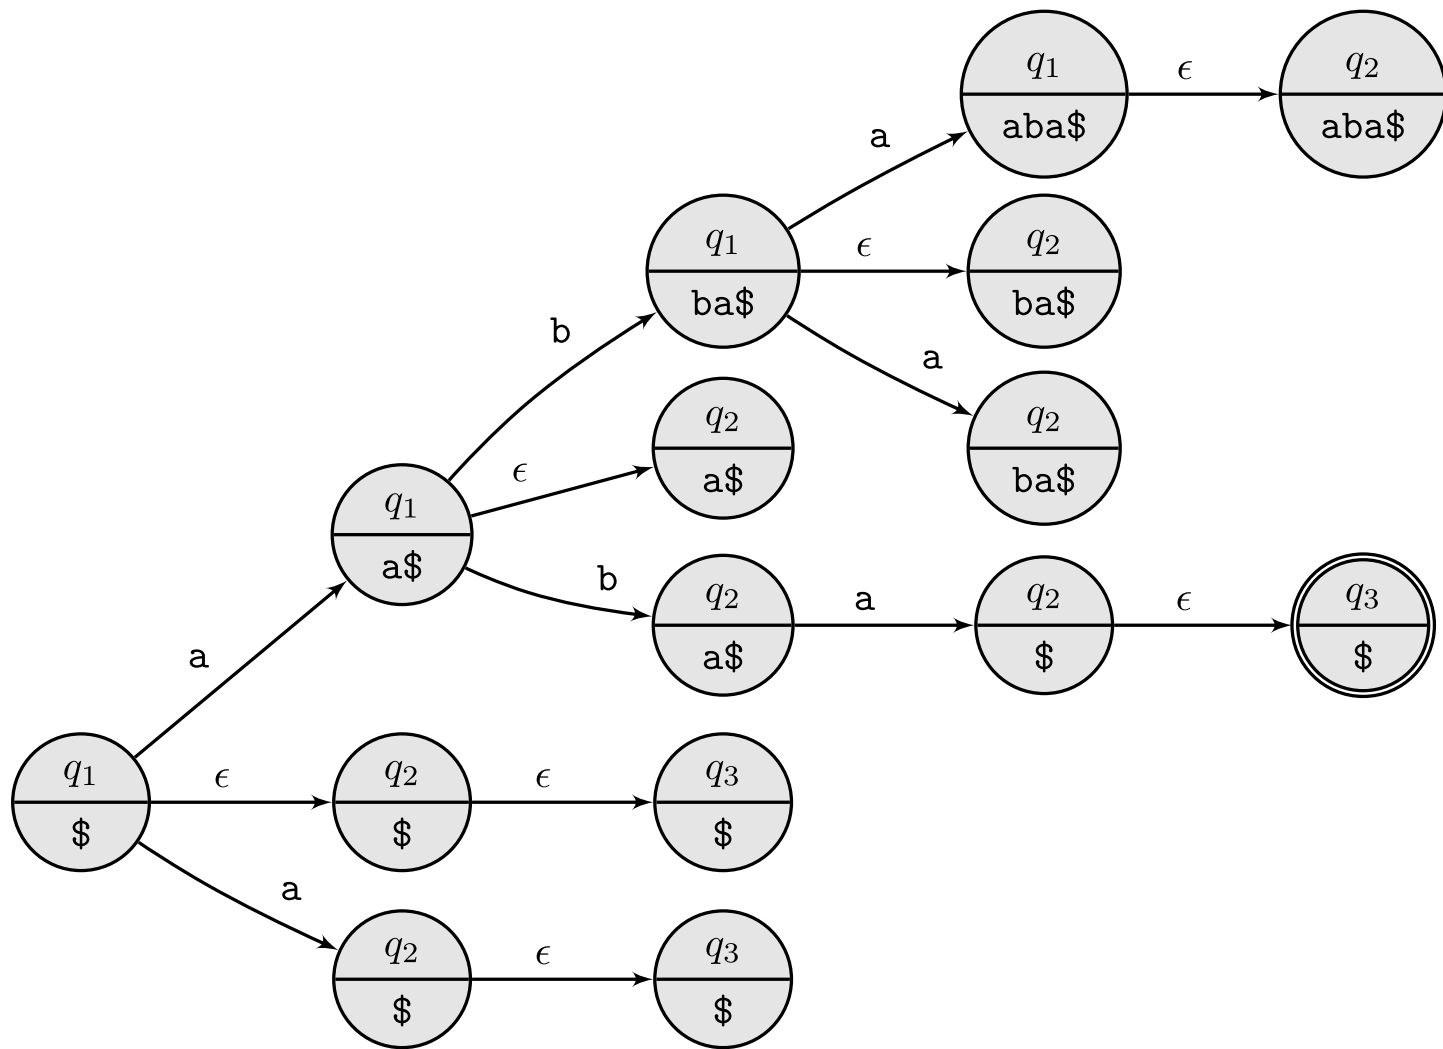 q₁ ϵ q₂
aba$ aba$
a
q₁ ϵ q₂
ba$ ba$
b a
q₂ q₂
ϵ a$ ba$
q₁
a$ b q₂ a q₂ ϵ q₃
a$ $ $
a
q₁ ϵ q₂ ϵ q₃
$ $ $
a
q₂ ϵ q₃
$ $